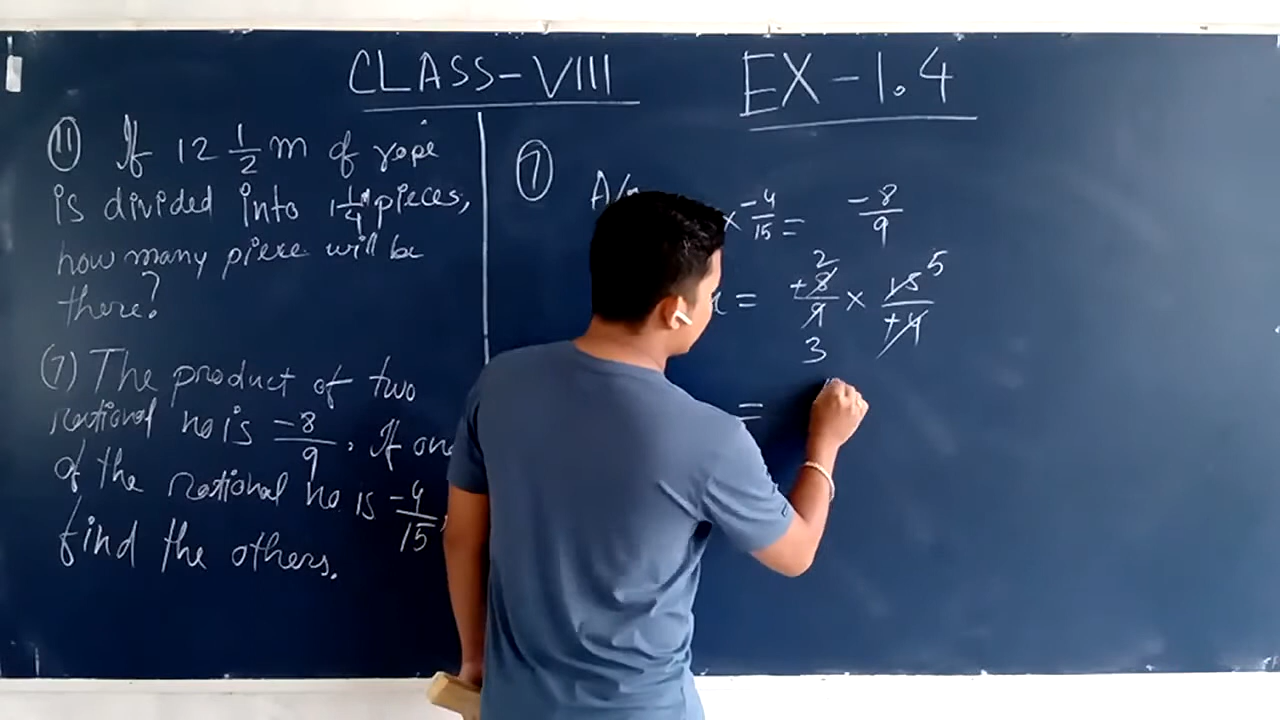 CLASS-VIII
EX-1.4
(11) If 12 1/2 m of rope
is divided into 1 1/4 pieces,
how many piece will be
there?
(7) The product of two
rational no is -8/9. If one
of the rational no. is -4/15,
find the others.
(7)
× -4/15 = -8/9
= +8/9 × 15/+4
2 5
3
=